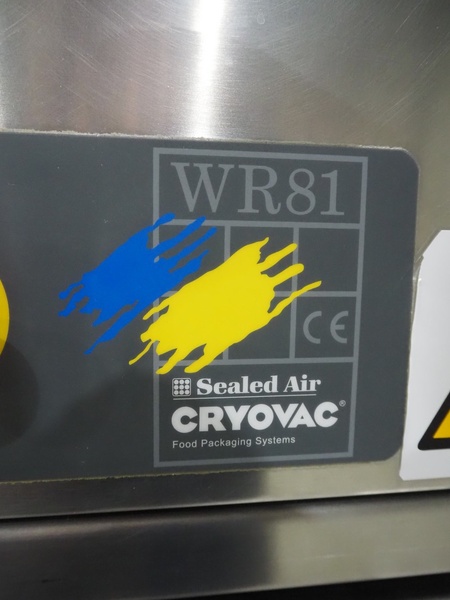 WR81
CE
Sealed Air
CRYOVAC®
Food Packaging Systems